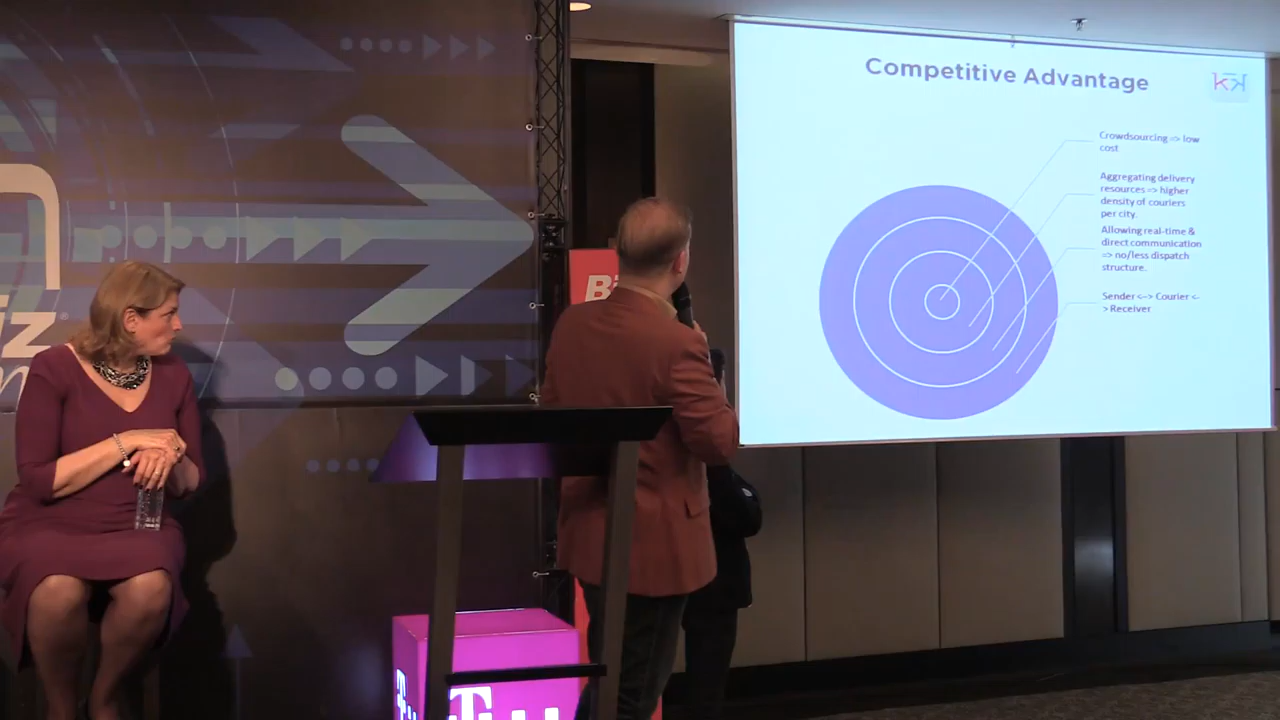 Competitive Advantage
Crowdsourcing => low
cost
Aggregating delivery
resources => higher
density of couriers
per city.
Allowing real-time &
direct communication
=> no/less dispatch
structure.
Sender <--> Courier <-
> Receiver